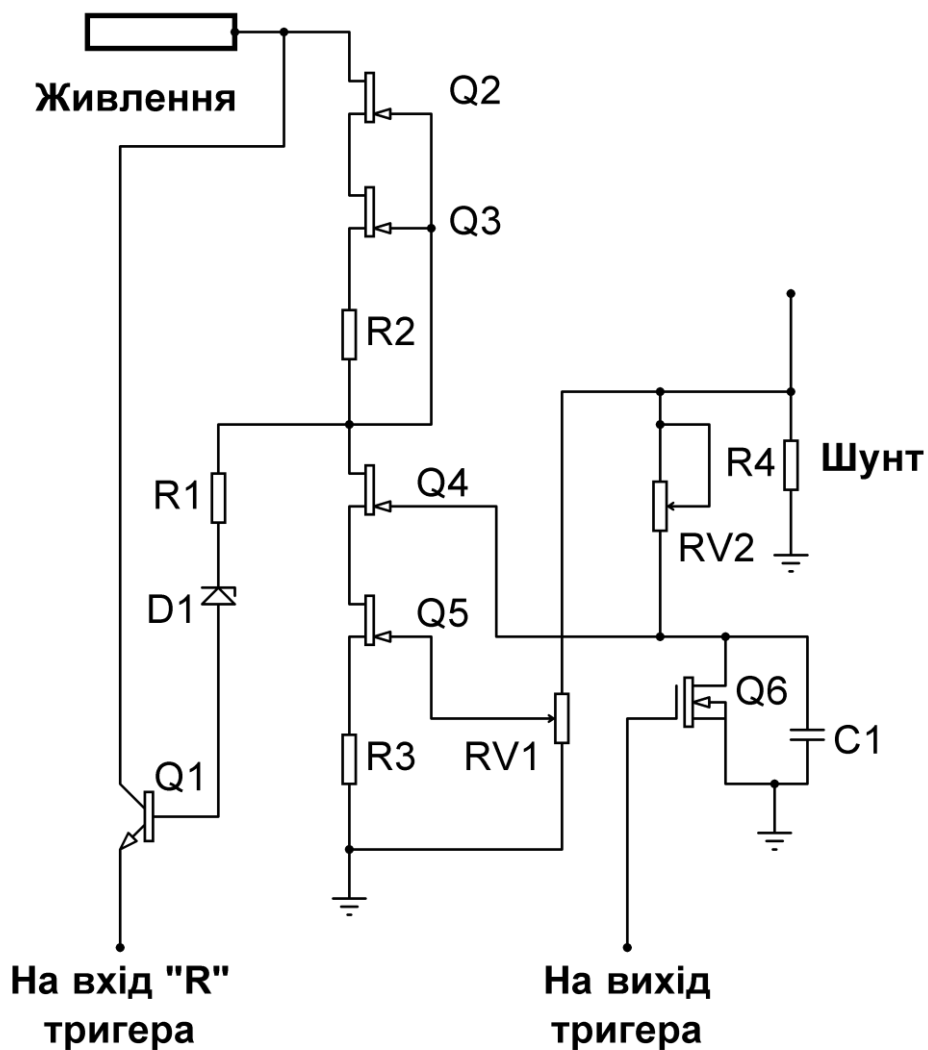 Живлення
Q2
Q3
R2
R1
Q4
R4
Шунт
RV2
D1
Q5
Q6
R3
RV1
C1
Q1
На вхід "R"
тригера
На вихід
тригера